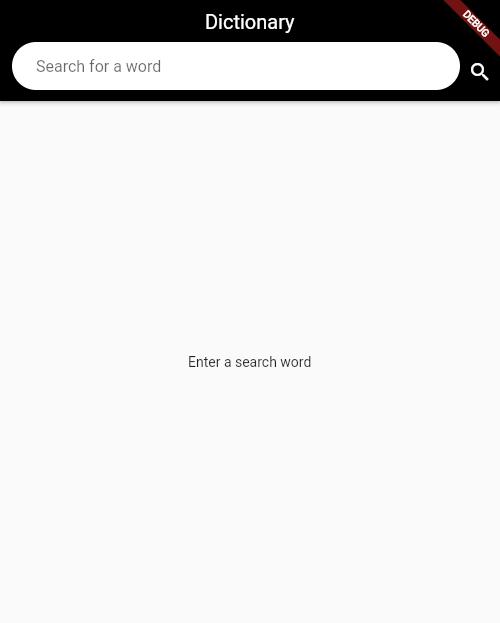 Dictionary
DEBUG
Search for a word
Enter a search word